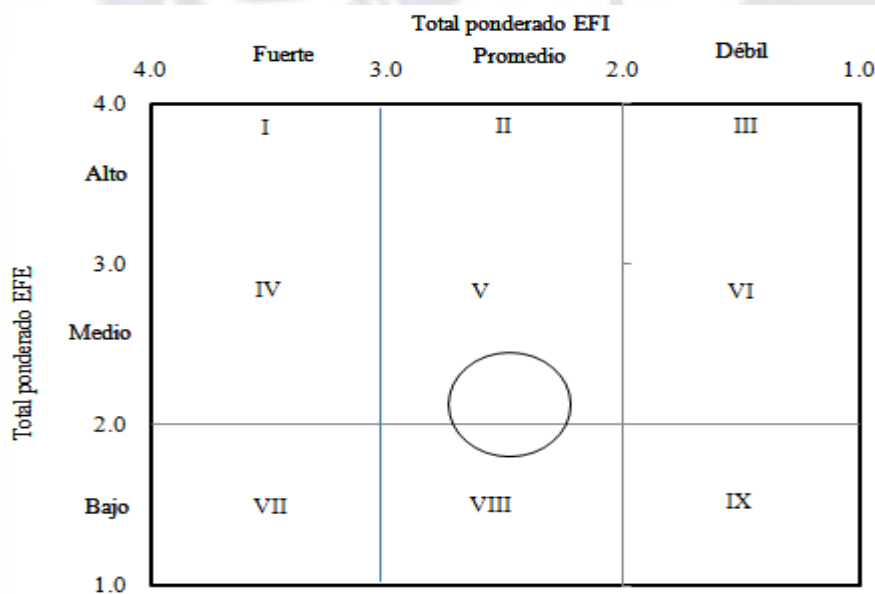 Total ponderado EFI
Fuerte Promedio Débil
4.0 3.0 2.0 1.0
4.0
I II III
Alto
3.0
IV V VI
Medio
Total ponderado EFE
2.0
Bajo
VII VIII IX
1.0